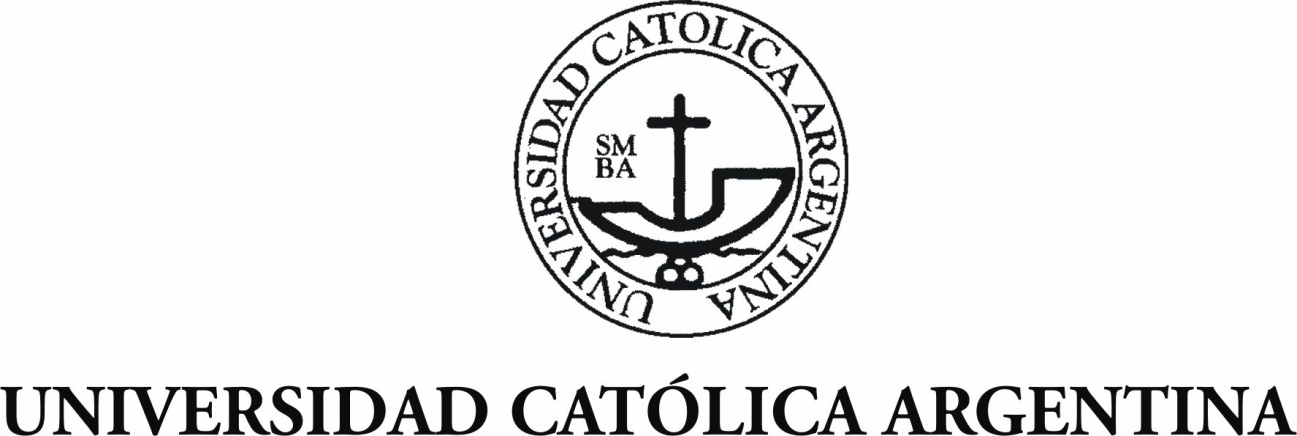 UNIVERSIDAD CATOLICA ARGENTINA
SM
BA
UNIVERSIDAD CATÓLICA ARGENTINA